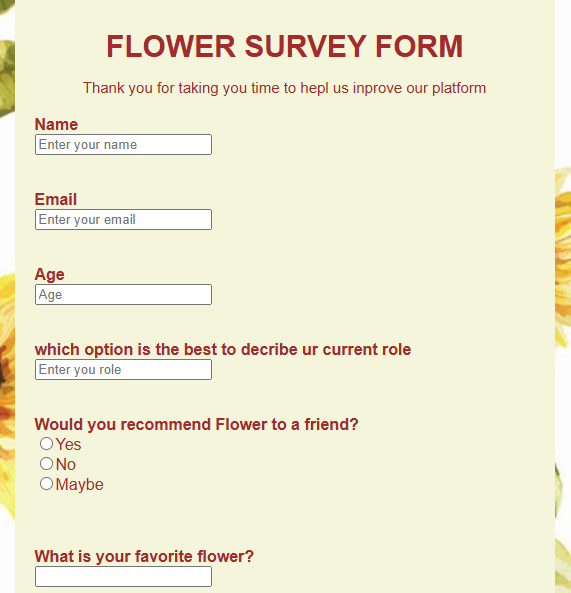 FLOWER SURVEY FORM
Thank you for taking you time to hepl us inprove our platform
Name
Enter your name
Email
Enter your email
Age
Age
which option is the best to decribe ur current role
Enter you role
Would you recommend Flower to a friend?
Yes
No
Maybe
What is your favorite flower?